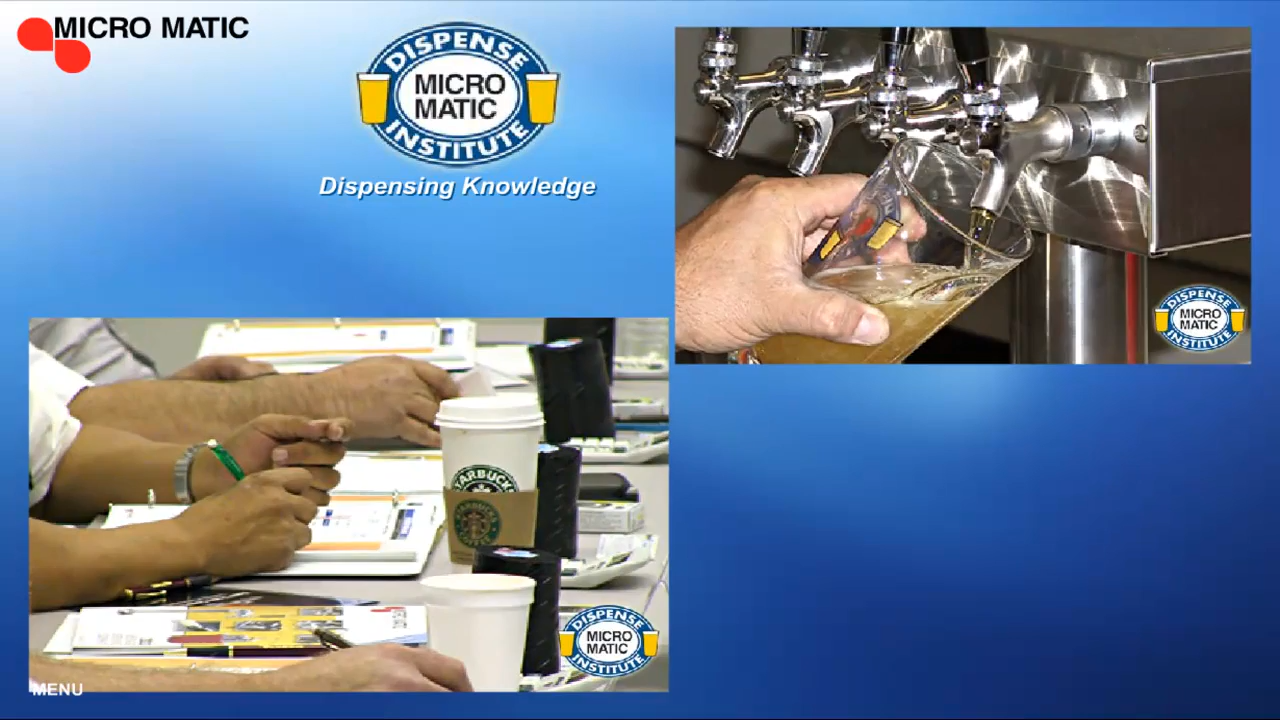 MICRO MATIC
DISPENSE
MICRO
MATIC
INSTITUTE
Dispensing Knowledge
DISPENSE
MICRO
MATIC
INSTITUTE
STARBUCKS
DISPENSE
MICRO
MATIC
INSTITUTE
MENU